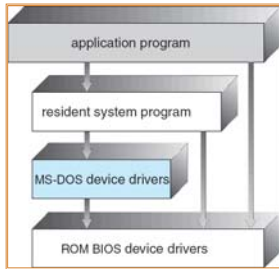 application program
resident system program
MS-DOS device drivers
ROM BIOS device drivers